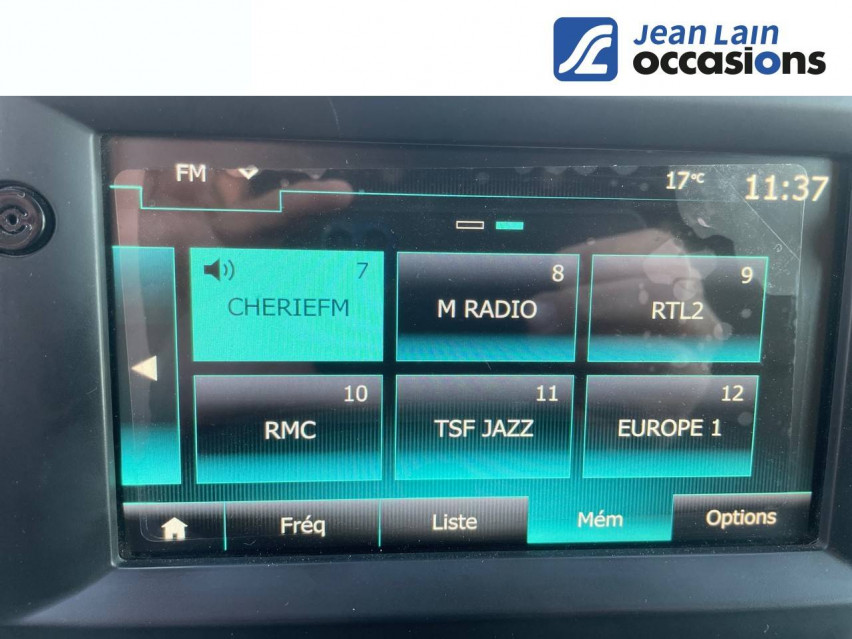 Jean Lain
occasions
FM
17°C
11:37
7
CHERIEFM
8
M RADIO
9
RTL2
10
RMC
11
TSF JAZZ
12
EUROPE 1
Fréq
Liste
Mém
Options